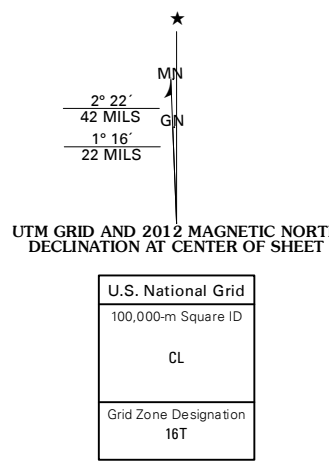 MN
2° 22´
42 MILS
GN
1° 16´
22 MILS
UTM GRID AND 2012 MAGNETIC NORT
DECLINATION AT CENTER OF SHEET
U.S. National Grid
100,000-m Square ID
CL
Grid Zone Designation
16T